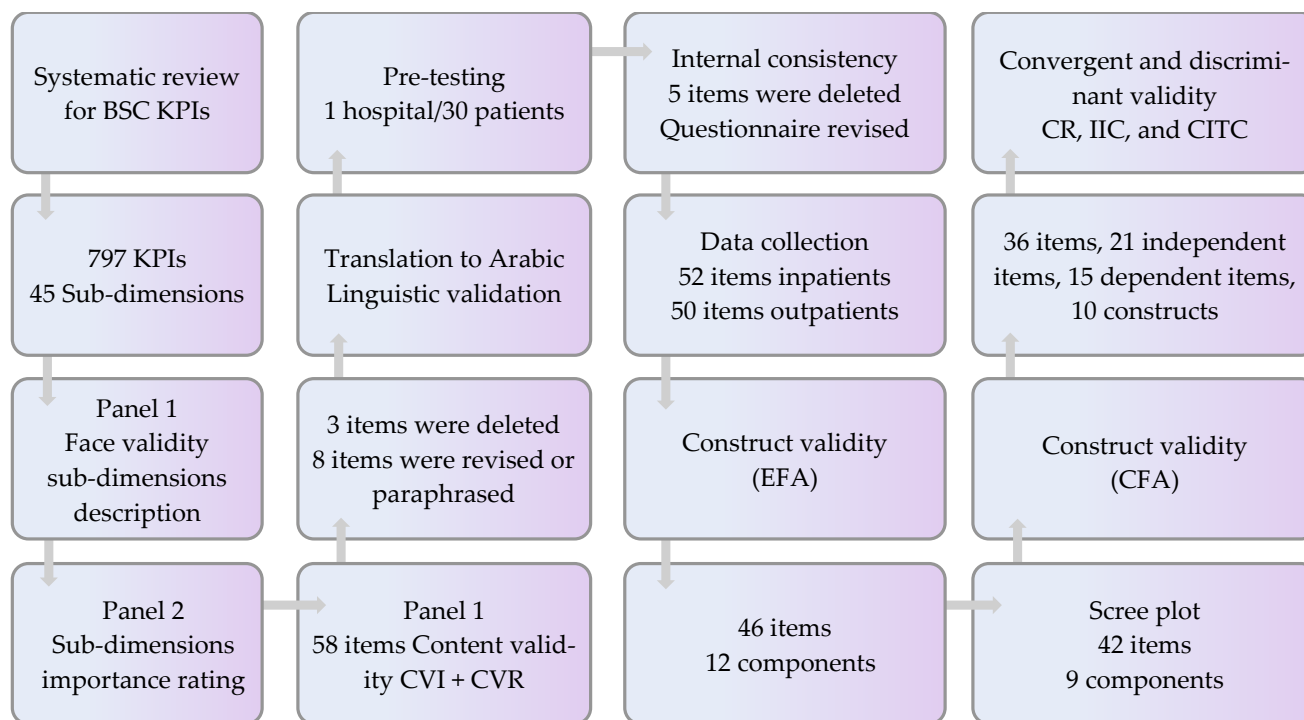 Systematic review
for BSC KPIs
797 KPIs
45 Sub-dimensions
Panel 1
Face validity
sub-dimensions
description
Panel 2
Sub-dimensions
importance rating
Panel 1
58 items Content valid-
ity CVI + CVR
3 items were deleted
8 items were revised or
paraphrased
Translation to Arabic
Linguistic validation
Pre-testing
1 hospital/30 patients
Internal consistency
5 items were deleted
Questionnaire revised
Data collection
52 items inpatients
50 items outpatients
Construct validity
(EFA)
46 items
12 components
Scree plot
42 items
9 components
Construct validity
(CFA)
36 items, 21 independent
items, 15 dependent items,
10 constructs
Convergent and discrimi-
nant validity
CR, IIC, and CITC